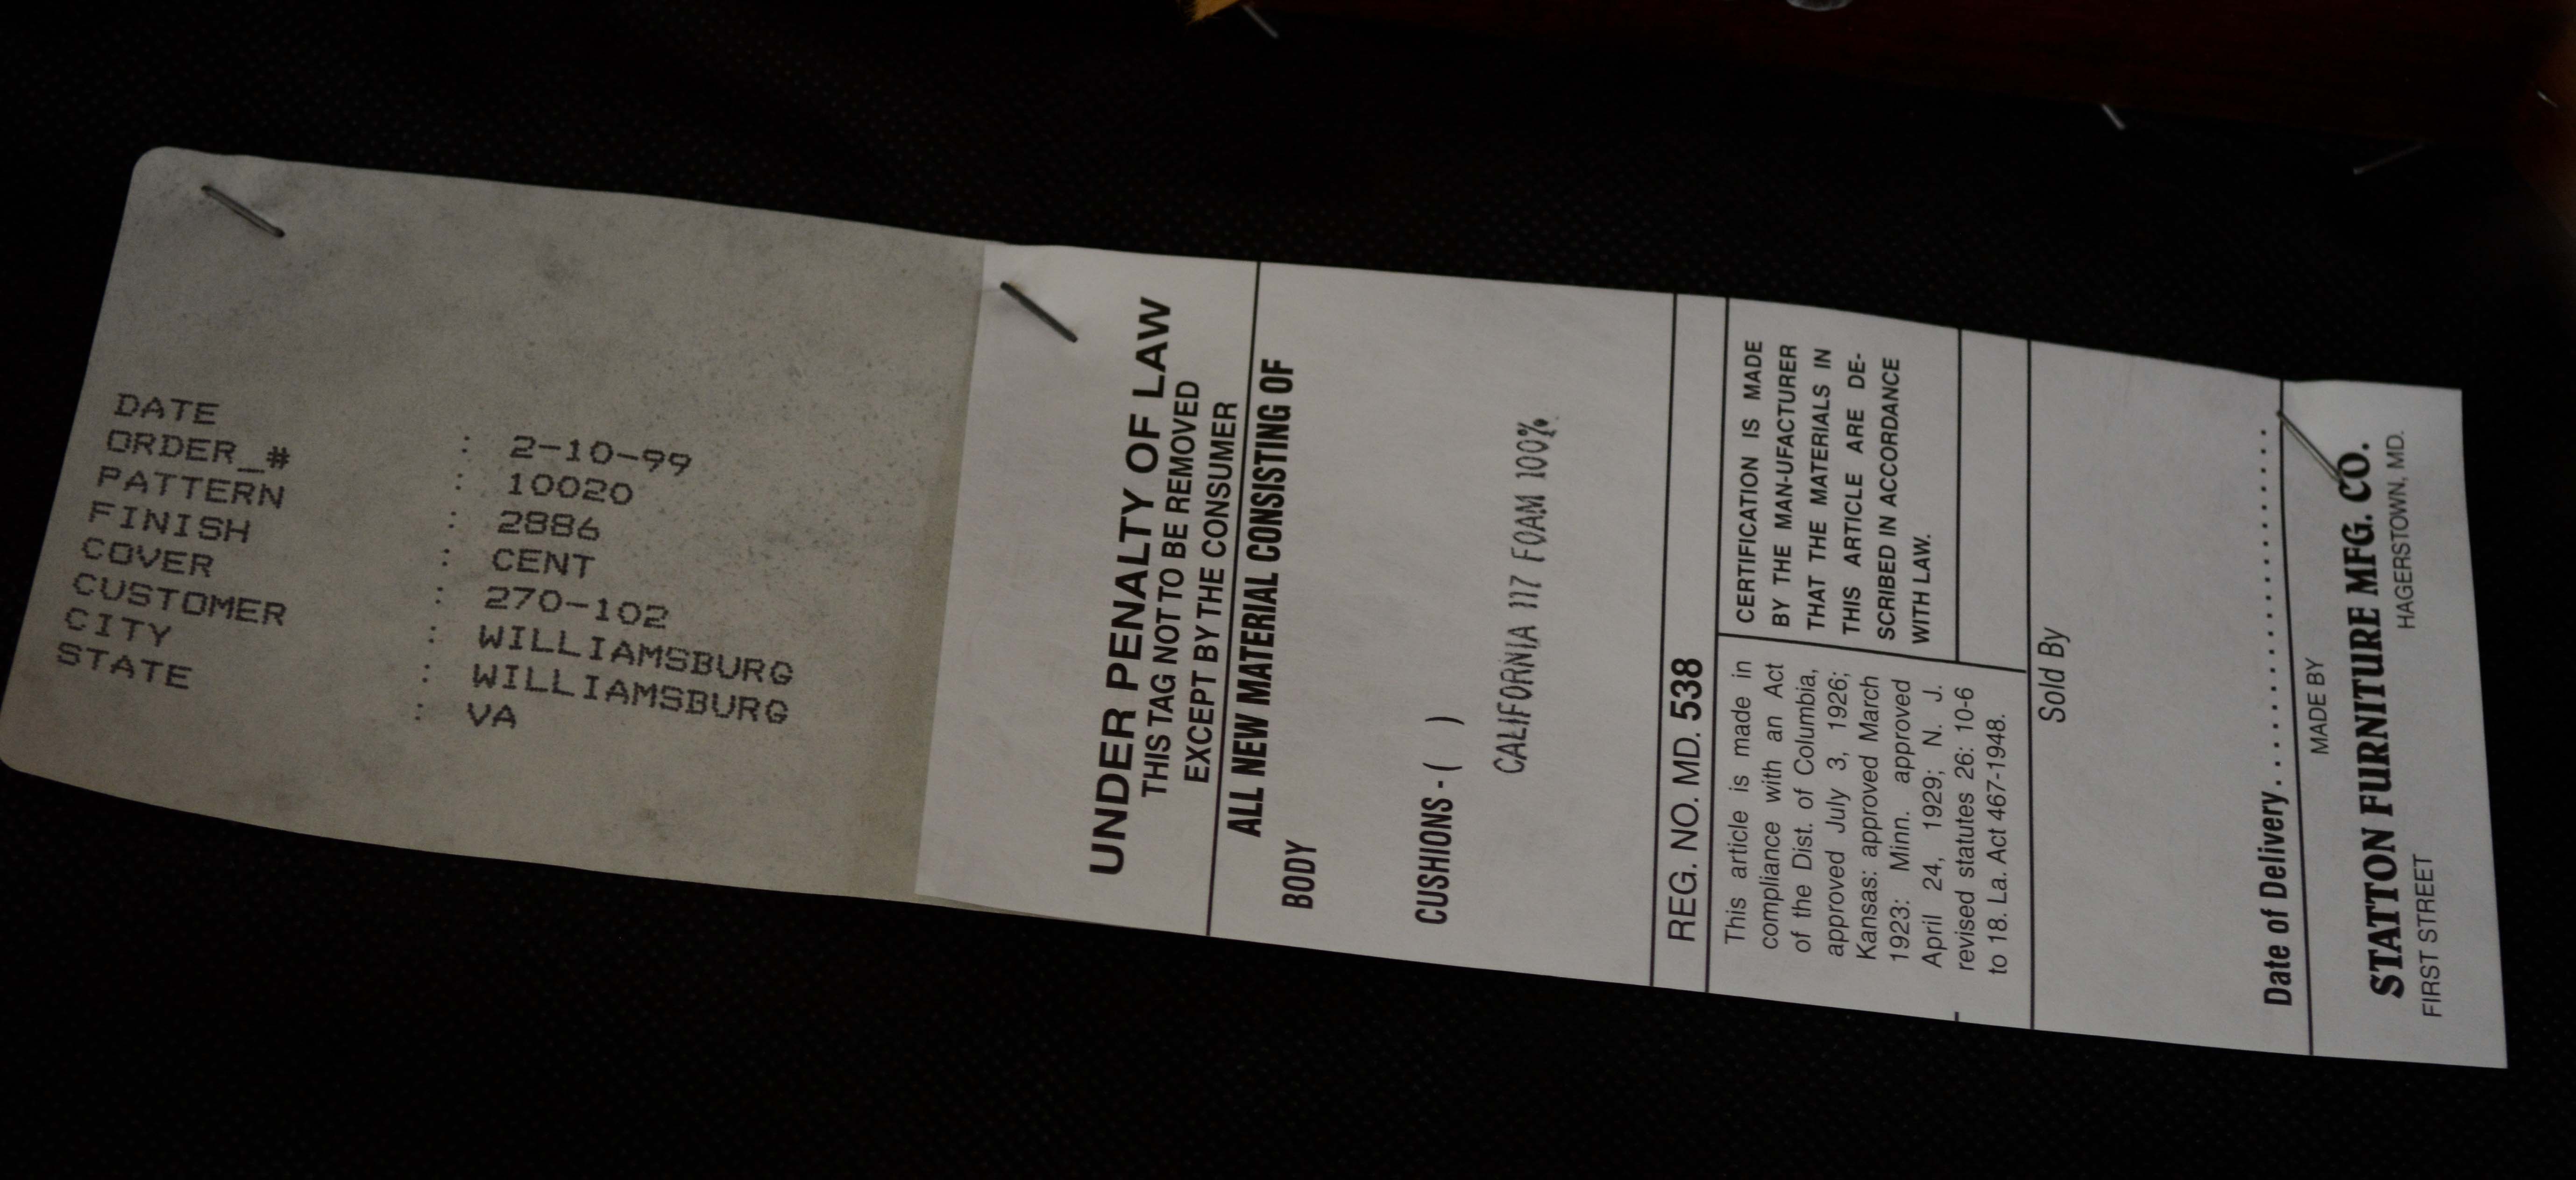 DATE : 2-10-99
ORDER_# : 10020
PATTERN : 2886
FINISH : CENT
COVER : 270-102
CUSTOMER : WILLIAMSBURG
CITY : WILLIAMSBURG
STATE : VA
UNDER PENALTY OF LAW
THIS TAG NOT TO BE REMOVED
EXCEPT BY THE CONSUMER
ALL NEW MATERIAL CONSISTING OF
BODY
CUSHIONS - ( )
CALIFORNIA 117 FOAM 100%
REG. NO. MD. 538
This article is made in
compliance with an Act
of the Dist. of Columbia,
approved July 3, 1926;
Kansas: approved March
1923: Minn. approved
April 24, 1929; N. J.
revised statutes 26: 10-6
to 18. La. Act 467-1948.
CERTIFICATION IS MADE
BY THE MAN-UFACTURER
THAT THE MATERIALS IN
THIS ARTICLE ARE DE-
SCRIBED IN ACCORDANCE
WITH LAW.
Sold By
Date of Delivery..........................
MADE BY
STATTON FURNITURE MFG. CO.
FIRST STREET HAGERSTOWN, MD.